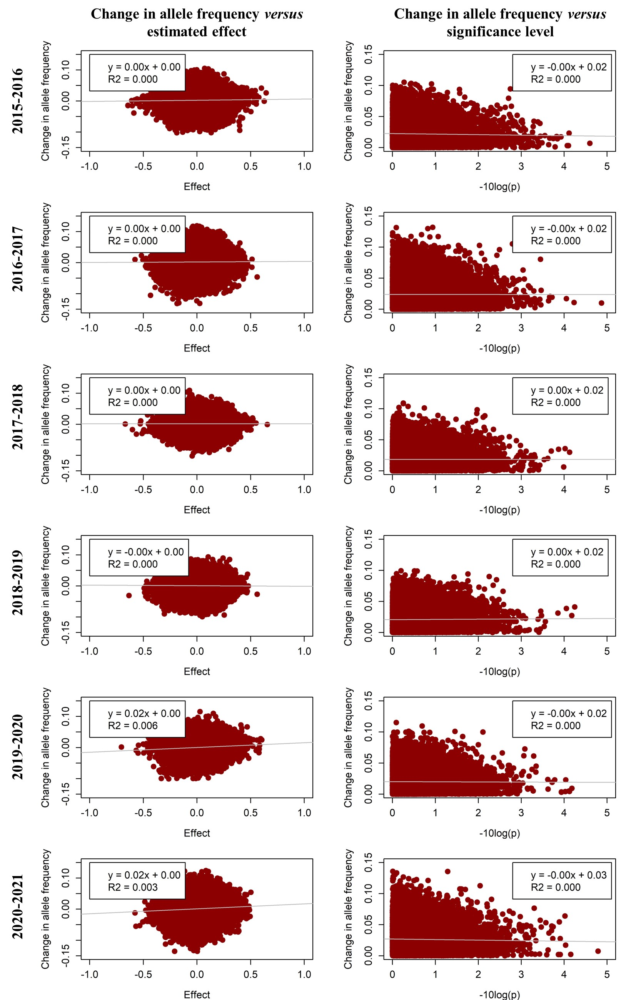 Change in allele frequency versus
estimated effect
Change in allele frequency versus
significance level
2015-2016
Change in allele frequency
0.10
0.00
-0.15
y = 0.00x + 0.00
R2 = 0.000
-1.0 -0.5 0.0 0.5 1.0
Effect
Change in allele frequency
0.15
0.10
0.05
0.00
y = -0.00x + 0.02
R2 = 0.000
0 1 2 3 4 5
-10log(p)
2016-2017
Change in allele frequency
0.10
0.00
-0.15
y = 0.00x + 0.00
R2 = 0.000
-1.0 -0.5 0.0 0.5 1.0
Effect
Change in allele frequency
0.15
0.10
0.05
0.00
y = -0.00x + 0.02
R2 = 0.000
0 1 2 3 4 5
-10log(p)
2017-2018
Change in allele frequency
0.10
0.00
-0.15
y = 0.00x + 0.00
R2 = 0.000
-1.0 -0.5 0.0 0.5 1.0
Effect
Change in allele frequency
0.15
0.10
0.05
0.00
y = 0.00x + 0.02
R2 = 0.000
0 1 2 3 4 5
-10log(p)
2018-2019
Change in allele frequency
0.10
0.00
-0.15
y = -0.00x + 0.00
R2 = 0.000
-1.0 -0.5 0.0 0.5 1.0
Effect
Change in allele frequency
0.15
0.10
0.05
0.00
y = 0.00x + 0.02
R2 = 0.000
0 1 2 3 4 5
-10log(p)
2019-2020
Change in allele frequency
0.10
0.00
-0.15
y = 0.02x + 0.00
R2 = 0.006
-1.0 -0.5 0.0 0.5 1.0
Effect
Change in allele frequency
0.15
0.10
0.05
0.00
y = -0.00x + 0.02
R2 = 0.000
0 1 2 3 4 5
-10log(p)
2020-2021
Change in allele frequency
0.10
0.00
-0.15
y = 0.02x + 0.00
R2 = 0.003
-1.0 -0.5 0.0 0.5 1.0
Effect
Change in allele frequency
0.15
0.10
0.05
0.00
y = -0.00x + 0.03
R2 = 0.000
0 1 2 3 4 5
-10log(p)